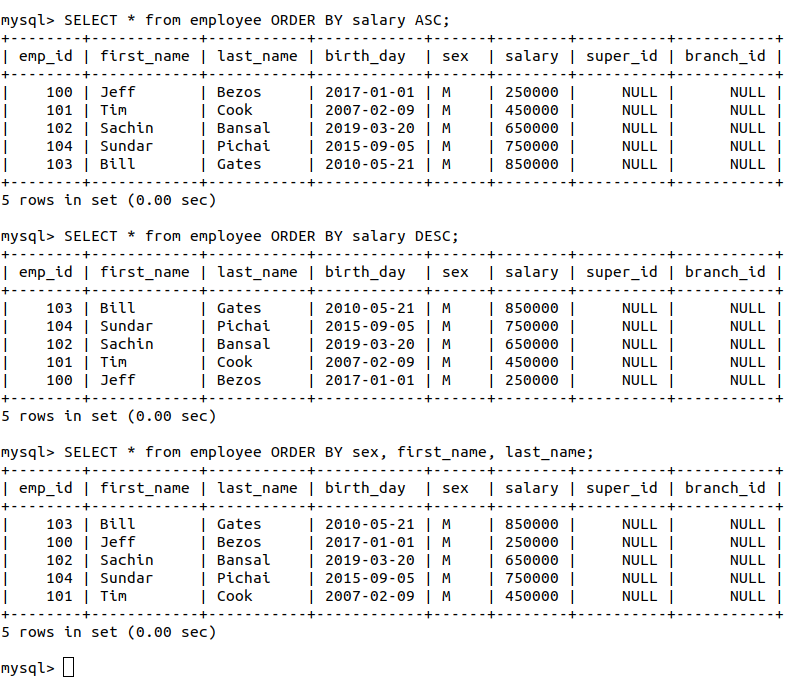 mysql> SELECT * from employee ORDER BY salary ASC;
+--------+------------+-----------+------------+------+--------+----------+-----------+
| emp_id | first_name | last_name | birth_day  | sex  | salary | super_id | branch_id |
+--------+------------+-----------+------------+------+--------+----------+-----------+
|    100 | Jeff       | Bezos     | 2017-01-01 | M    | 250000 |     NULL |      NULL |
|    101 | Tim        | Cook      | 2007-02-09 | M    | 450000 |     NULL |      NULL |
|    102 | Sachin     | Bansal    | 2019-03-20 | M    | 650000 |     NULL |      NULL |
|    104 | Sundar     | Pichai    | 2015-09-05 | M    | 750000 |     NULL |      NULL |
|    103 | Bill       | Gates     | 2010-05-21 | M    | 850000 |     NULL |      NULL |
+--------+------------+-----------+------------+------+--------+----------+-----------+
5 rows in set (0.00 sec)

mysql> SELECT * from employee ORDER BY salary DESC;
+--------+------------+-----------+------------+------+--------+----------+-----------+
| emp_id | first_name | last_name | birth_day  | sex  | salary | super_id | branch_id |
+--------+------------+-----------+------------+------+--------+----------+-----------+
|    103 | Bill       | Gates     | 2010-05-21 | M    | 850000 |     NULL |      NULL |
|    104 | Sundar     | Pichai    | 2015-09-05 | M    | 750000 |     NULL |      NULL |
|    102 | Sachin     | Bansal    | 2019-03-20 | M    | 650000 |     NULL |      NULL |
|    101 | Tim        | Cook      | 2007-02-09 | M    | 450000 |     NULL |      NULL |
|    100 | Jeff       | Bezos     | 2017-01-01 | M    | 250000 |     NULL |      NULL |
+--------+------------+-----------+------------+------+--------+----------+-----------+
5 rows in set (0.00 sec)

mysql> SELECT * from employee ORDER BY sex, first_name, last_name;
+--------+------------+-----------+------------+------+--------+----------+-----------+
| emp_id | first_name | last_name | birth_day  | sex  | salary | super_id | branch_id |
+--------+------------+-----------+------------+------+--------+----------+-----------+
|    103 | Bill       | Gates     | 2010-05-21 | M    | 850000 |     NULL |      NULL |
|    100 | Jeff       | Bezos     | 2017-01-01 | M    | 250000 |     NULL |      NULL |
|    102 | Sachin     | Bansal    | 2019-03-20 | M    | 650000 |     NULL |      NULL |
|    104 | Sundar     | Pichai    | 2015-09-05 | M    | 750000 |     NULL |      NULL |
|    101 | Tim        | Cook      | 2007-02-09 | M    | 450000 |     NULL |      NULL |
+--------+------------+-----------+------------+------+--------+----------+-----------+
5 rows in set (0.00 sec)

mysql>